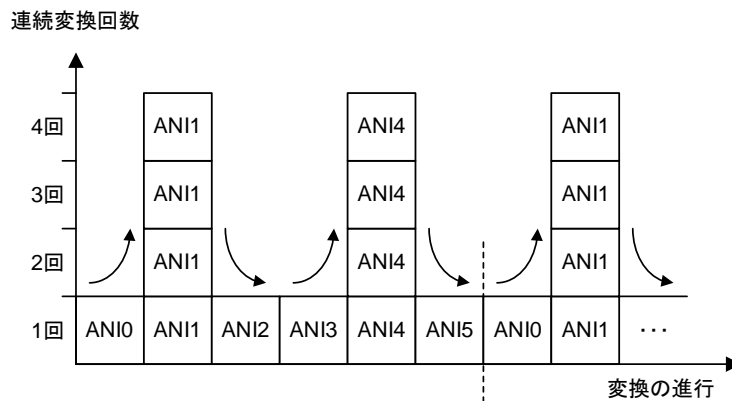 連続変換回数
4回 ANI1 ANI4 ANI1
3回 ANI1 ANI4 ANI1
2回 ANI1 ANI4 ANI1
1回 ANI0 ANI1 ANI2 ANI3 ANI4 ANI5 ANI0 ANI1 ···
変換の進行